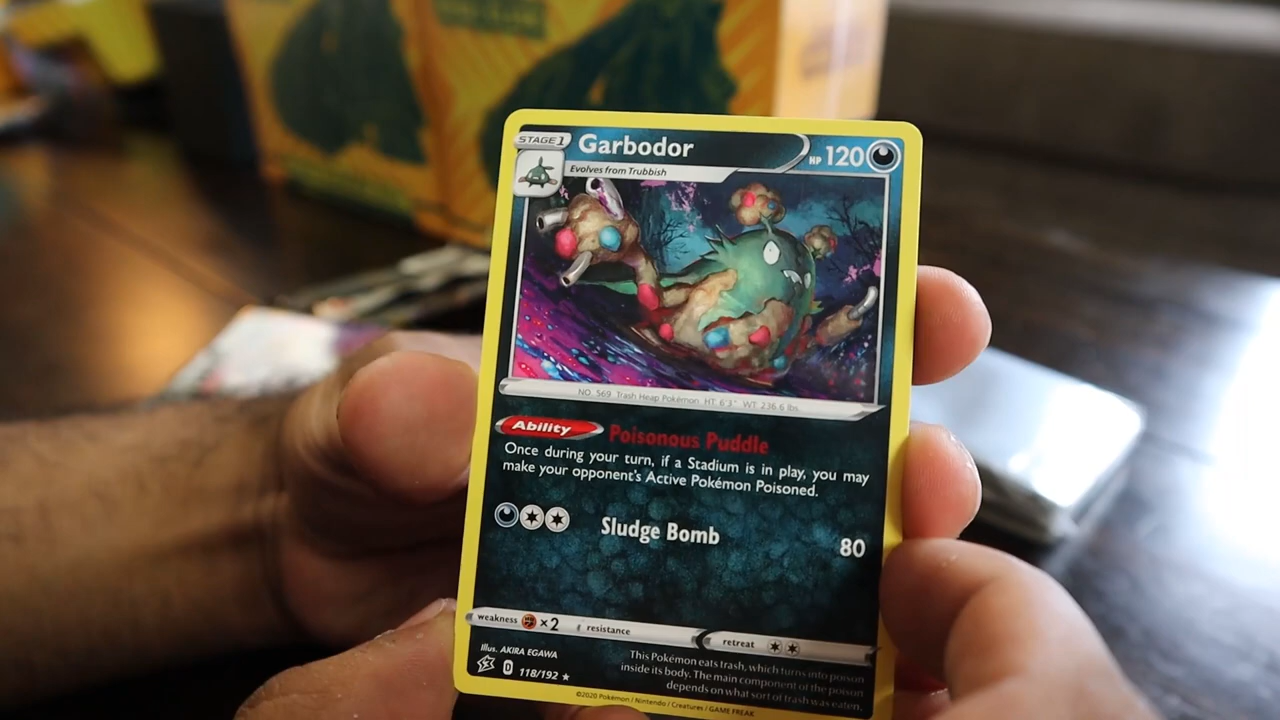 STAGE 1
Garbodor
HP 120
Evolves from Trubbish
NO. 569 Trash Heap Pokémon HT: 6'3" WT: 236.6 lbs.
Ability
Poisonous Puddle
Once during your turn, if a Stadium is in play, you may
make your opponent's Active Pokémon Poisoned.
Sludge Bomb
80
weakness ×2
resistance
retreat
Illus. AKIRA EGAWA
118/192 ★
This Pokémon eats trash, which turns into poison
inside its body. The main component of the poison
depends on what sort of trash was eaten.
©2020 Pokémon / Nintendo / Creatures / GAME FREAK